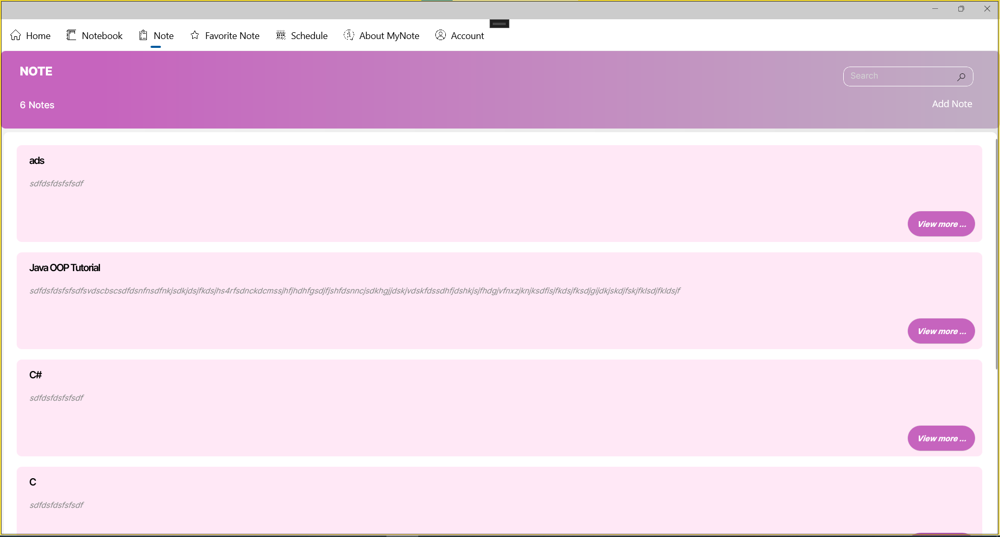 Home Notebook Note Favorite Note Schedule About MyNote Account
NOTE
Search
6 Notes
Add Note
ads
sdfdsfdsfsfsdf
View more ...
Java OOP Tutorial
View more ...
C#
sdfdsfdsfsfsdf
View more ...
C
sdfdsfdsfsfsdf